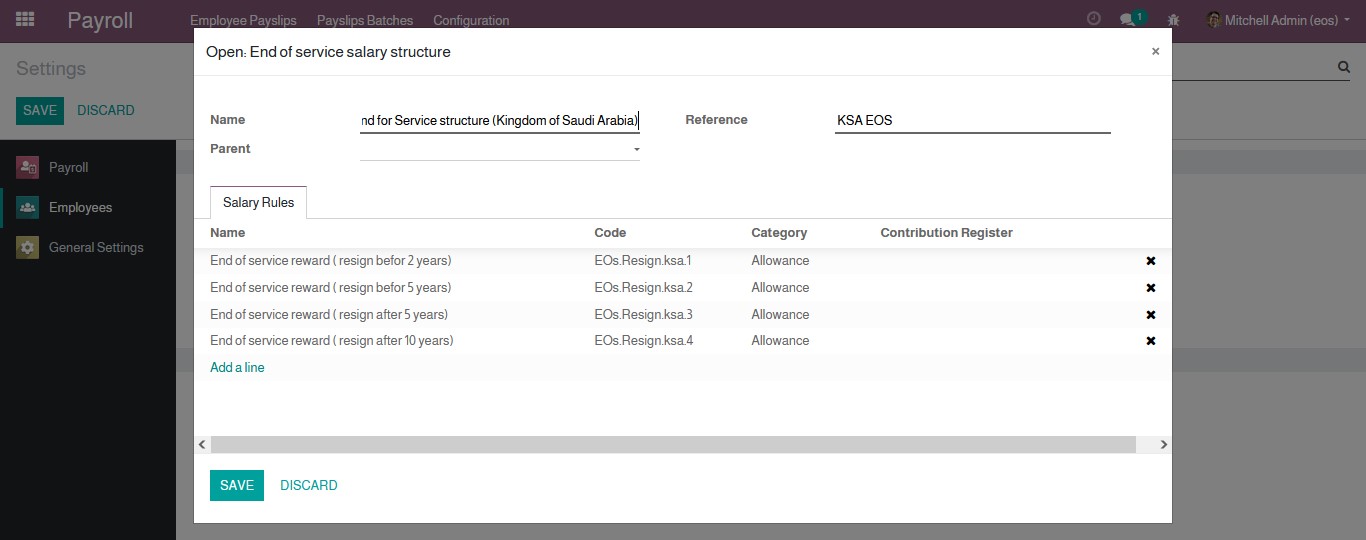 Payroll Employee Payslips Payslips Batches Configuration 1 Mitchell Admin (eos)
Open: End of service salary structure ×
Settings
SAVE DISCARD
Name nd for Service structure (Kingdom of Saudi Arabia) Reference KSA EOS
Parent
Payroll
Employees
General Settings
Salary Rules
Name Code Category Contribution Register
End of service reward ( resign befor 2 years) EOs.Resign.ksa.1 Allowance
End of service reward ( resign befor 5 years) EOs.Resign.ksa.2 Allowance
End of service reward ( resign after 5 years) EOs.Resign.ksa.3 Allowance
End of service reward ( resign after 10 years) EOs.Resign.ksa.4 Allowance
Add a line
SAVE DISCARD